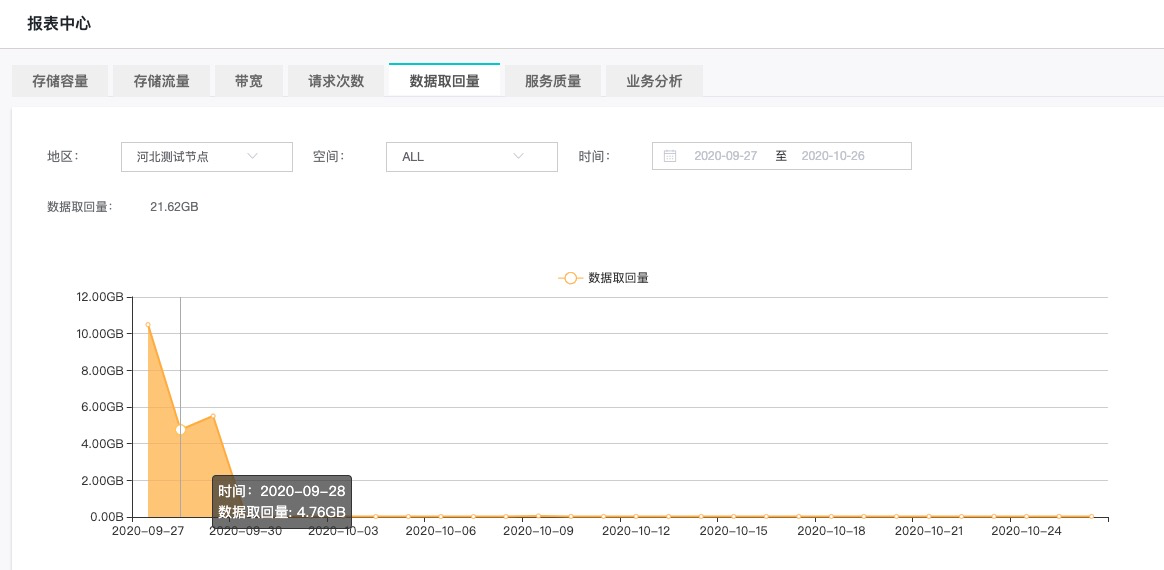 报表中心
存储容量 存储流量 带宽 请求次数 数据取回量 服务质量 业务分析
地区： 河北测试节点 空间： ALL 时间： 2020-09-27 至 2020-10-26
数据取回量： 21.62GB
数据取回量
12.00GB
10.00GB
8.00GB
6.00GB
4.00GB
2.00GB
0.00B
时间：2020-09-28
数据取回量: 4.76GB
2020-09-27 2020-09-30 2020-10-03 2020-10-06 2020-10-09 2020-10-12 2020-10-15 2020-10-18 2020-10-21 2020-10-24